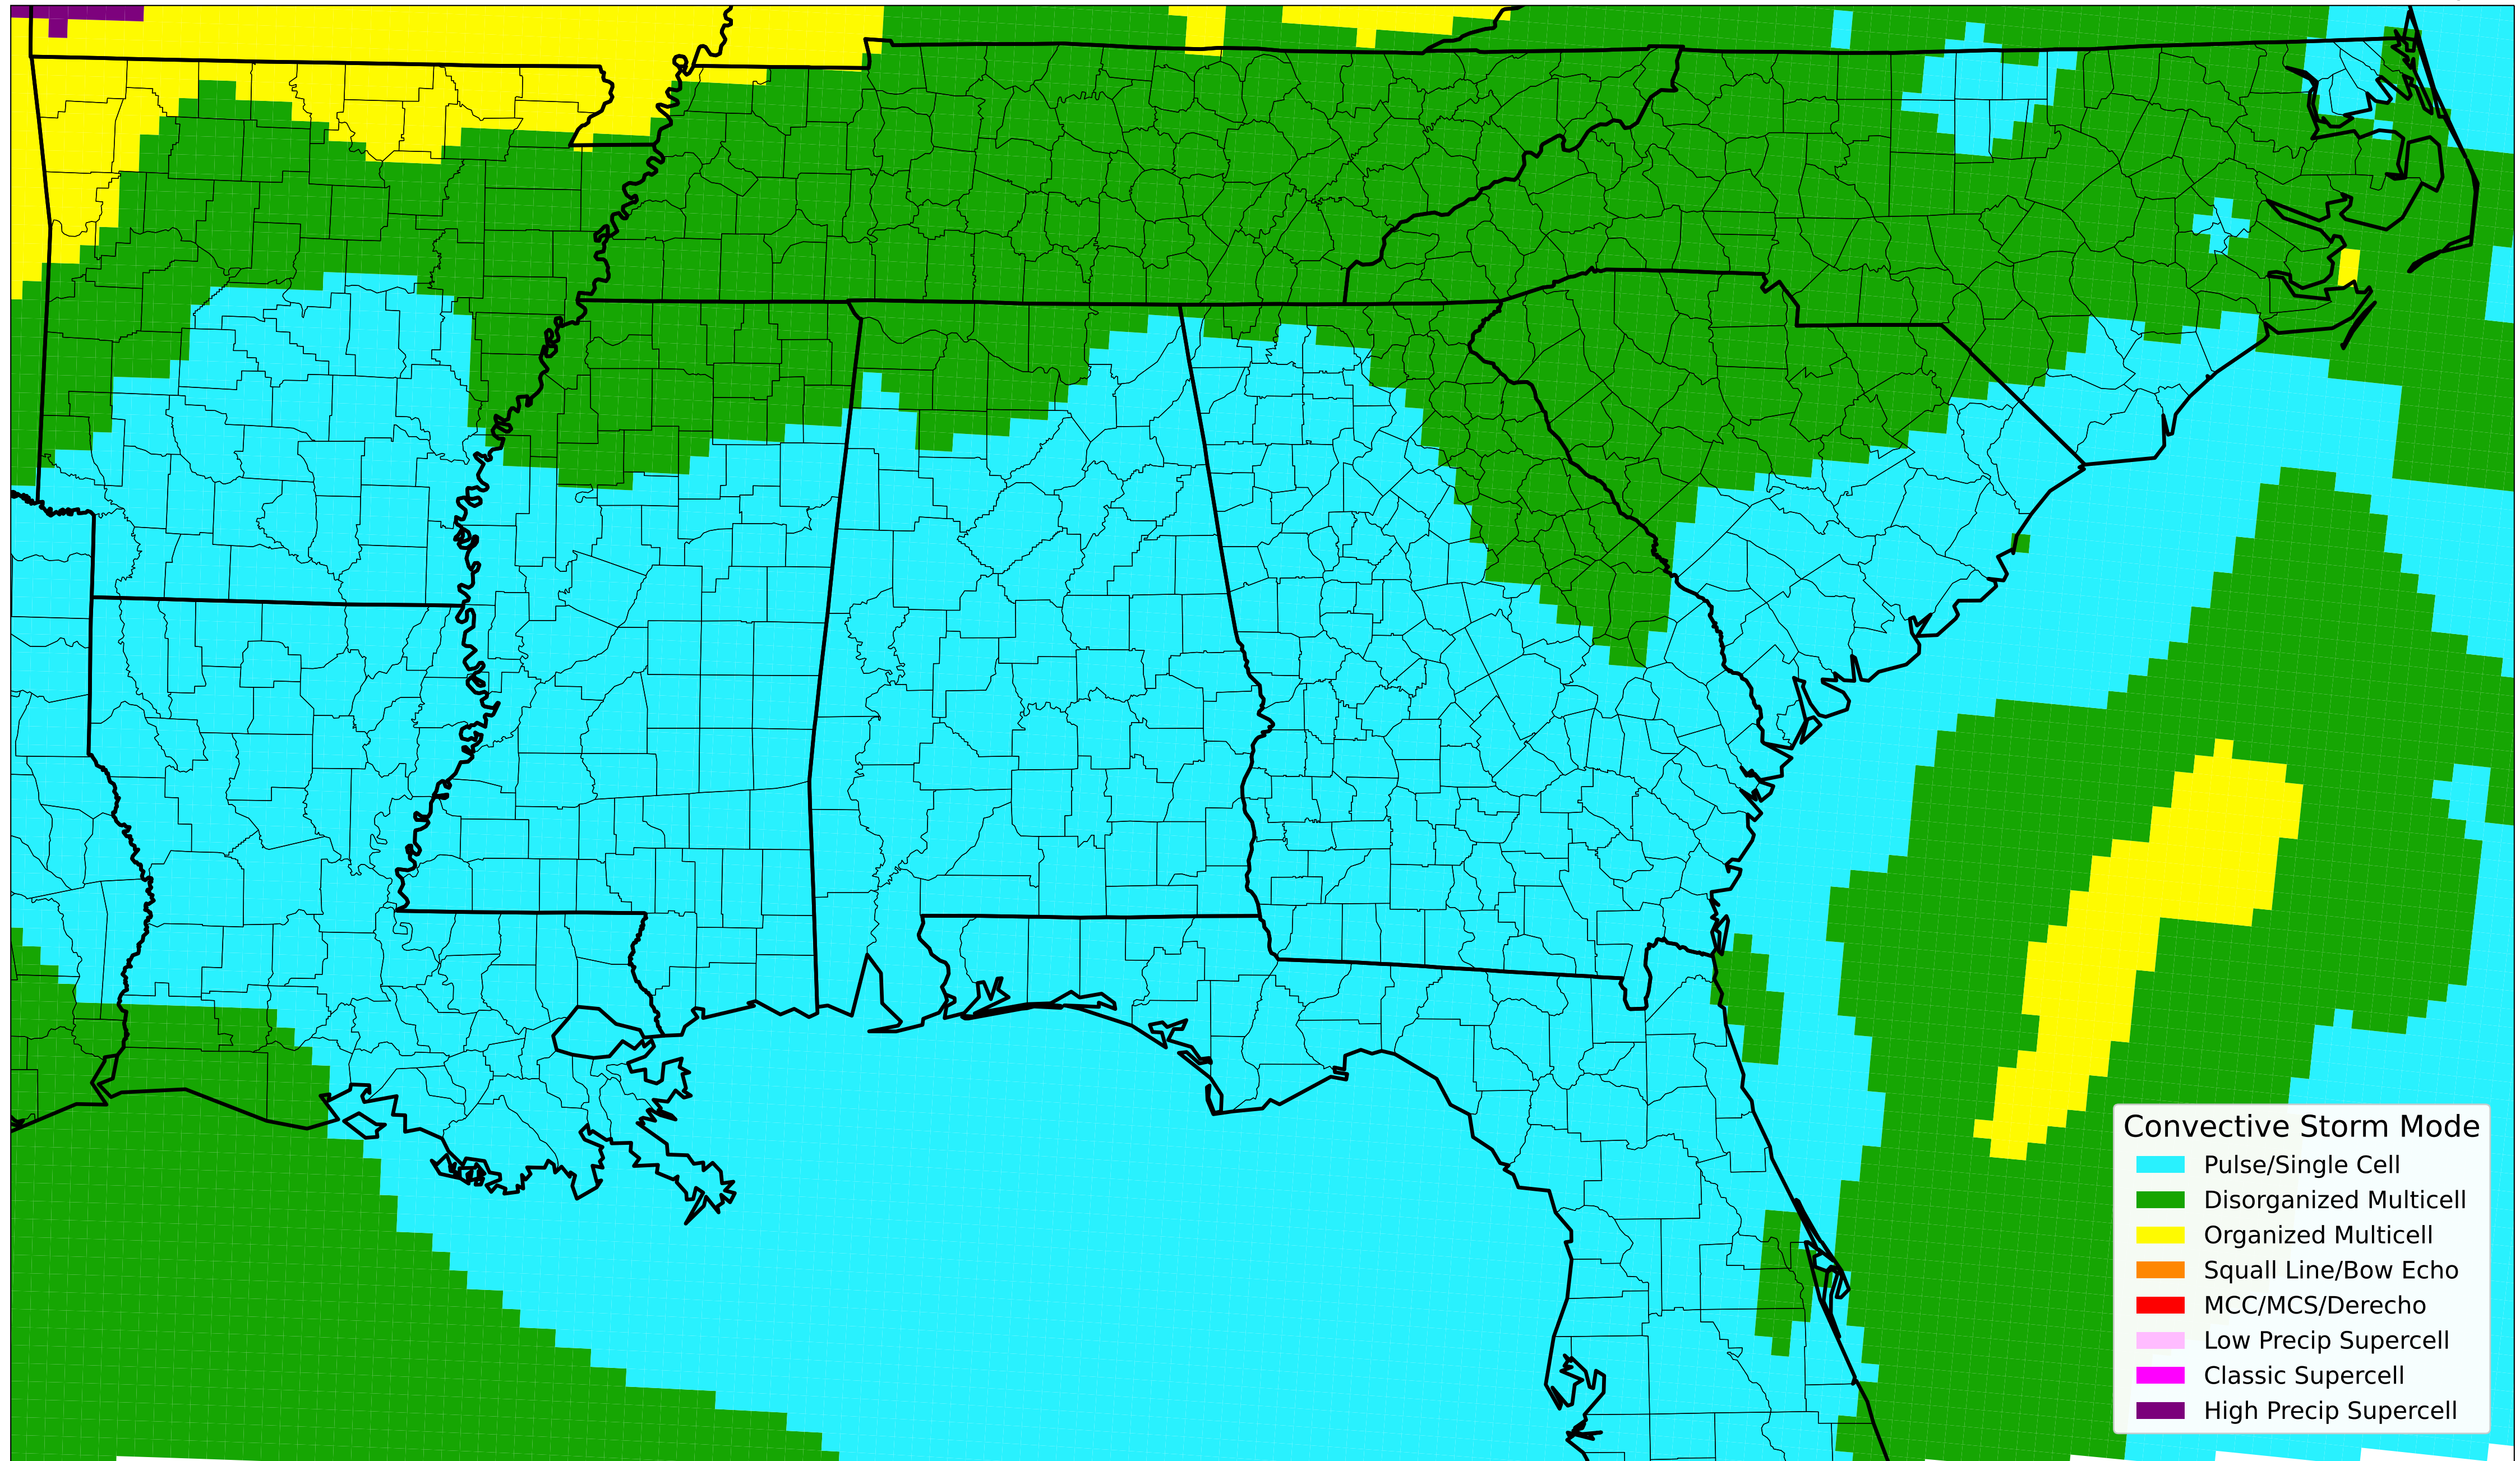 Convective Storm Mode
Pulse/Single Cell
Disorganized Multicell
Organized Multicell
Squall Line/Bow Echo
MCC/MCS/Derecho
Low Precip Supercell
Classic Supercell
High Precip Supercell